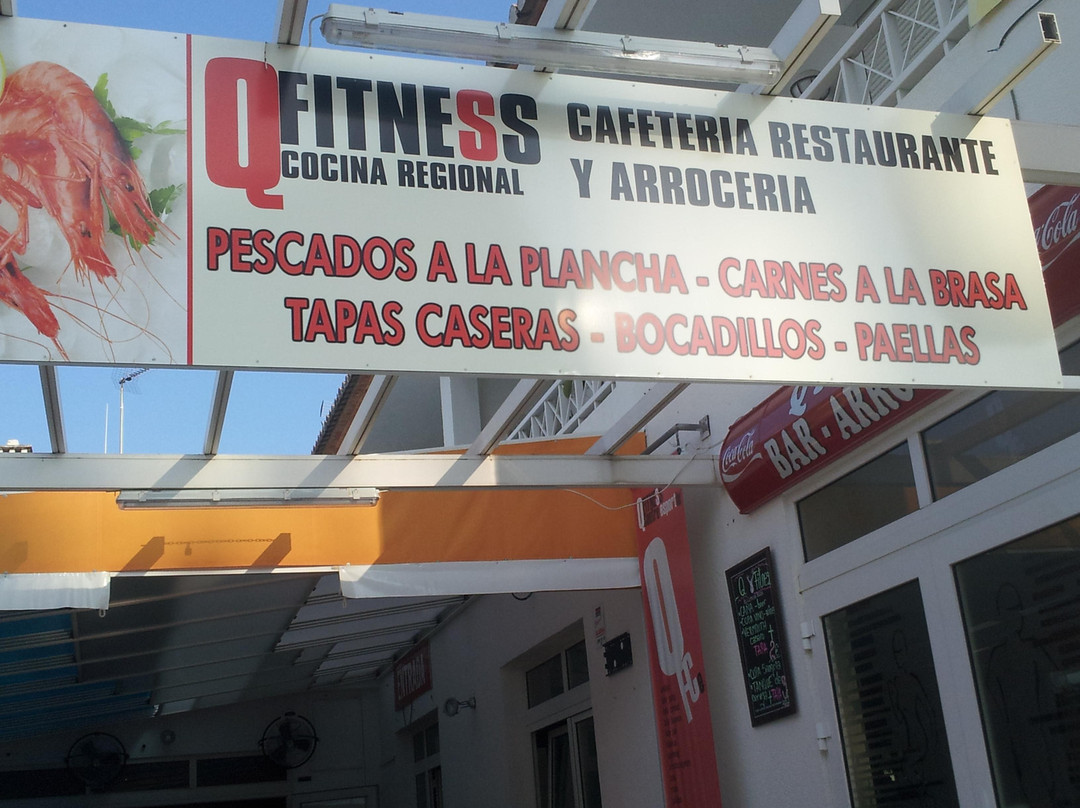 QFITNESS
COCINA REGIONAL
CAFETERIA RESTAURANTE
Y ARROCERIA
PESCADOS A LA PLANCHA - CARNES A LA BRASA
TAPAS CASERAS - BOCADILLOS - PAELLAS
Coca-Cola
Coca-Cola
BAR - ARRO
Q
ENTRADA